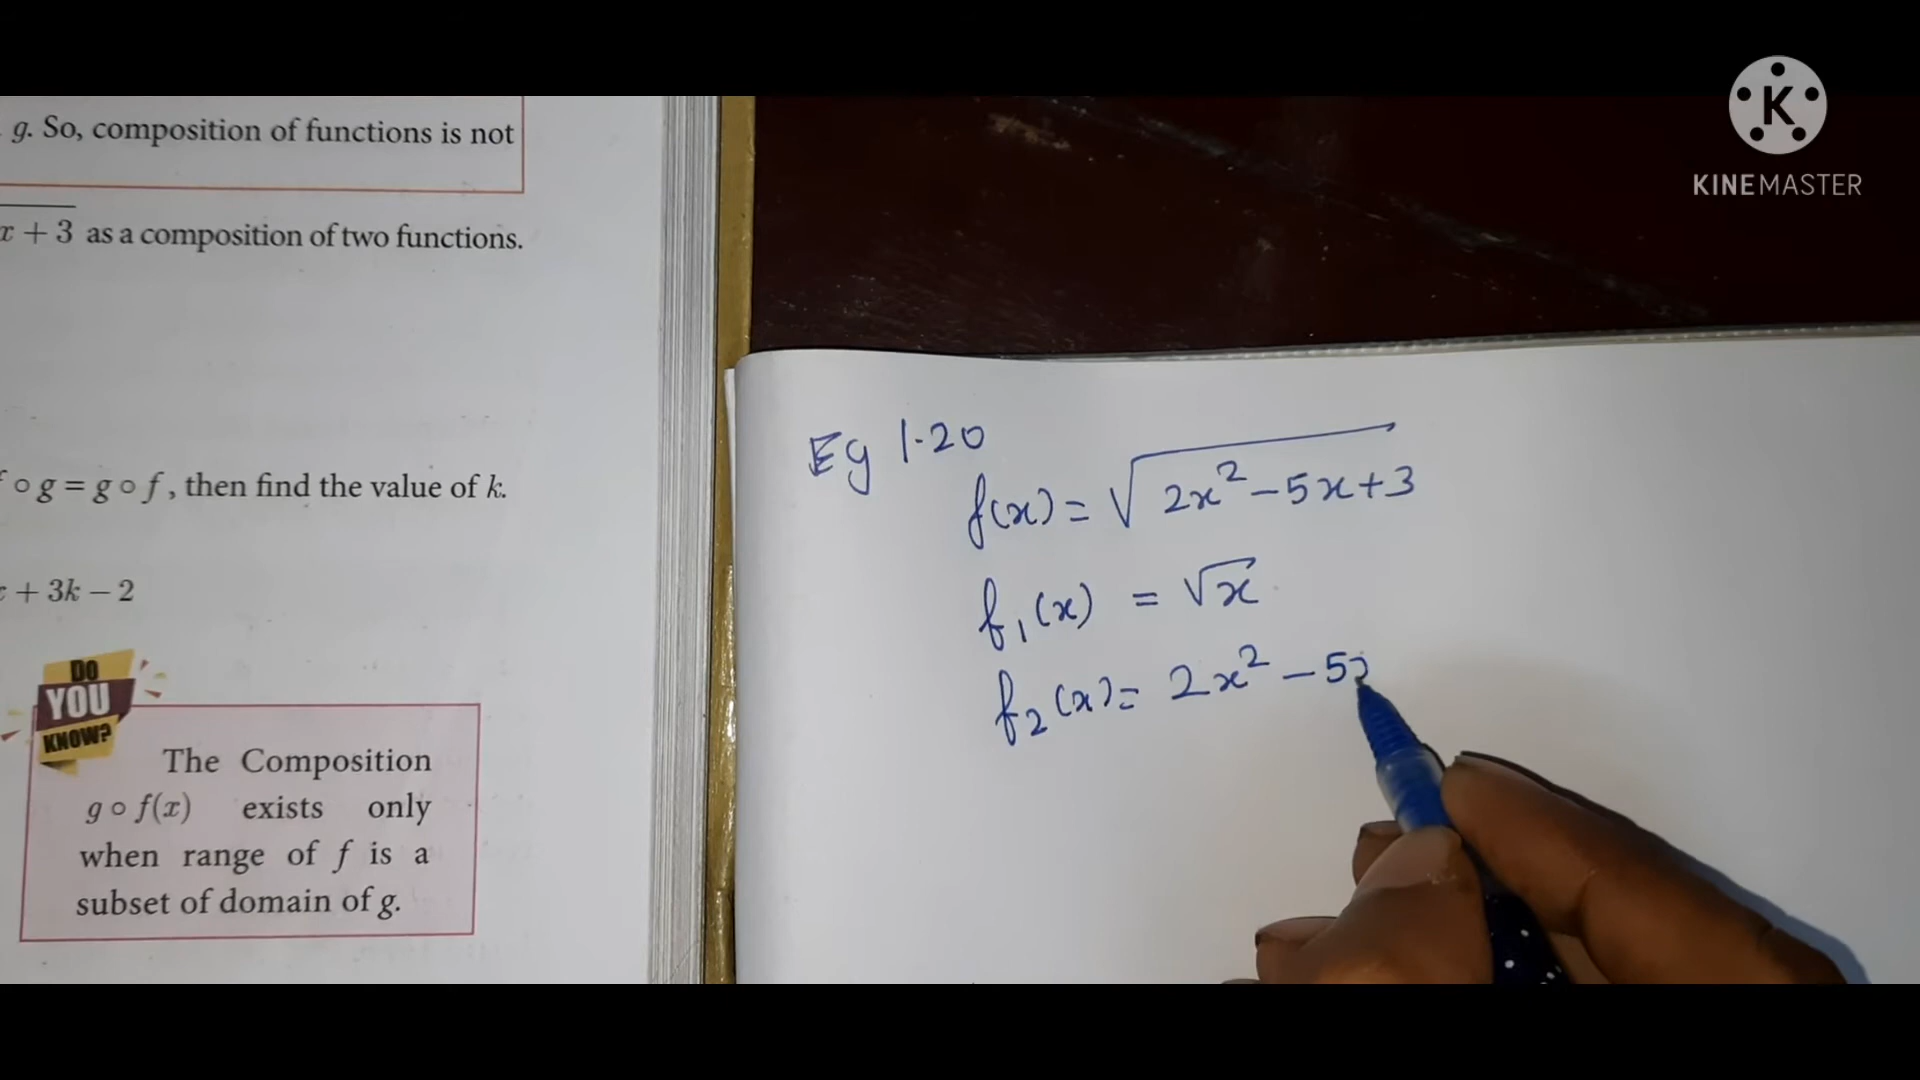 g. So, composition of functions is not
x + 3 as a composition of two functions.
∘ g = g ∘ f, then find the value of k.
+ 3k − 2
DO
YOU
KNOW?
The Composition
g ∘ f(x) exists only
when range of f is a
subset of domain of g.
KINEMASTER
Eg 1.20
f(x) = √2x² − 5x + 3
f₁(x) = √x
f₂(x) = 2x² − 5